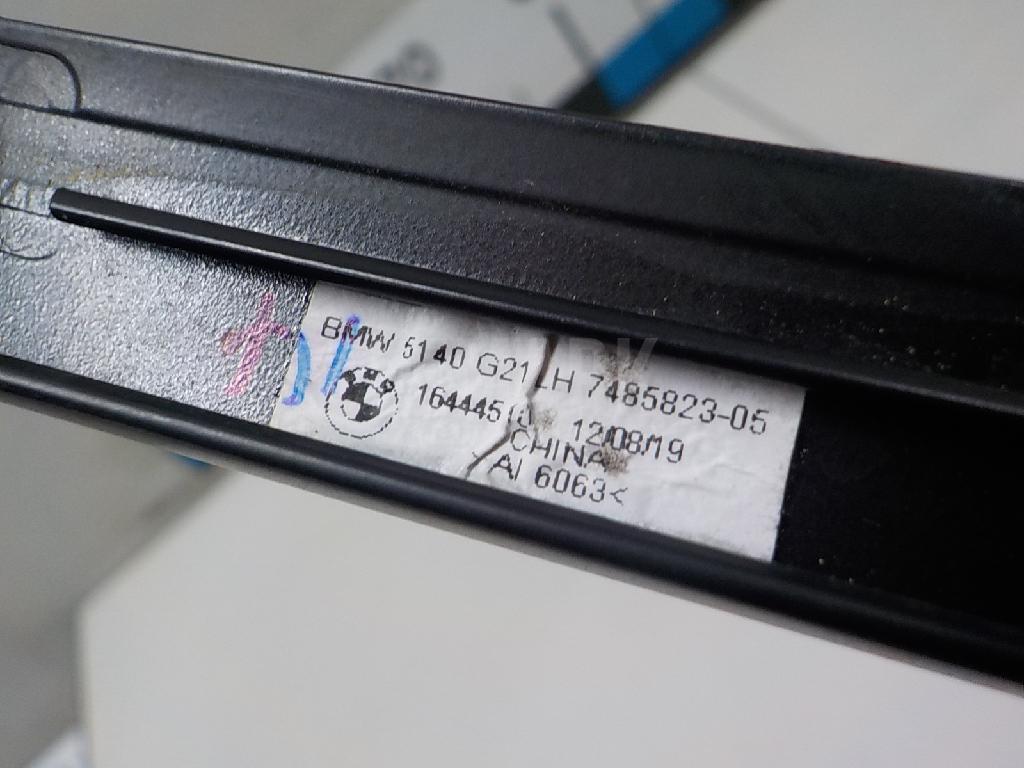 BMW 5140 G21 LH 7485823-05
12/08/19
CHINA
Al 6063<